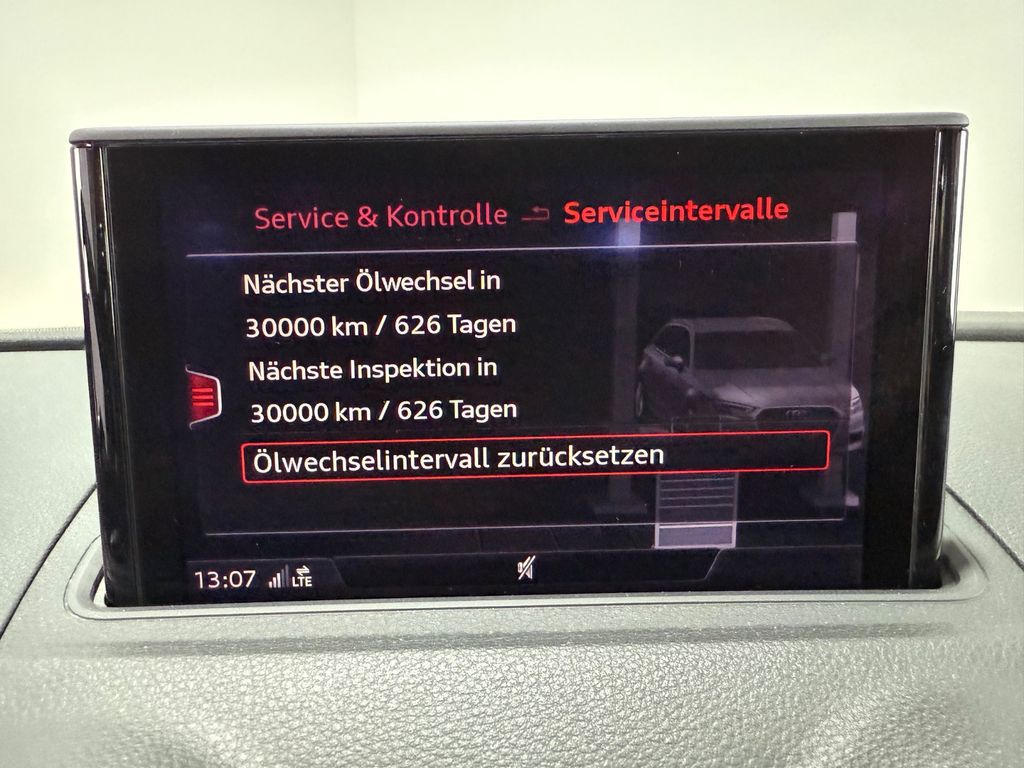 Service & Kontrolle Serviceintervalle
Nächster Ölwechsel in
30000 km / 626 Tagen
Nächste Inspektion in
30000 km / 626 Tagen
Ölwechselintervall zurücksetzen
13:07 LTE